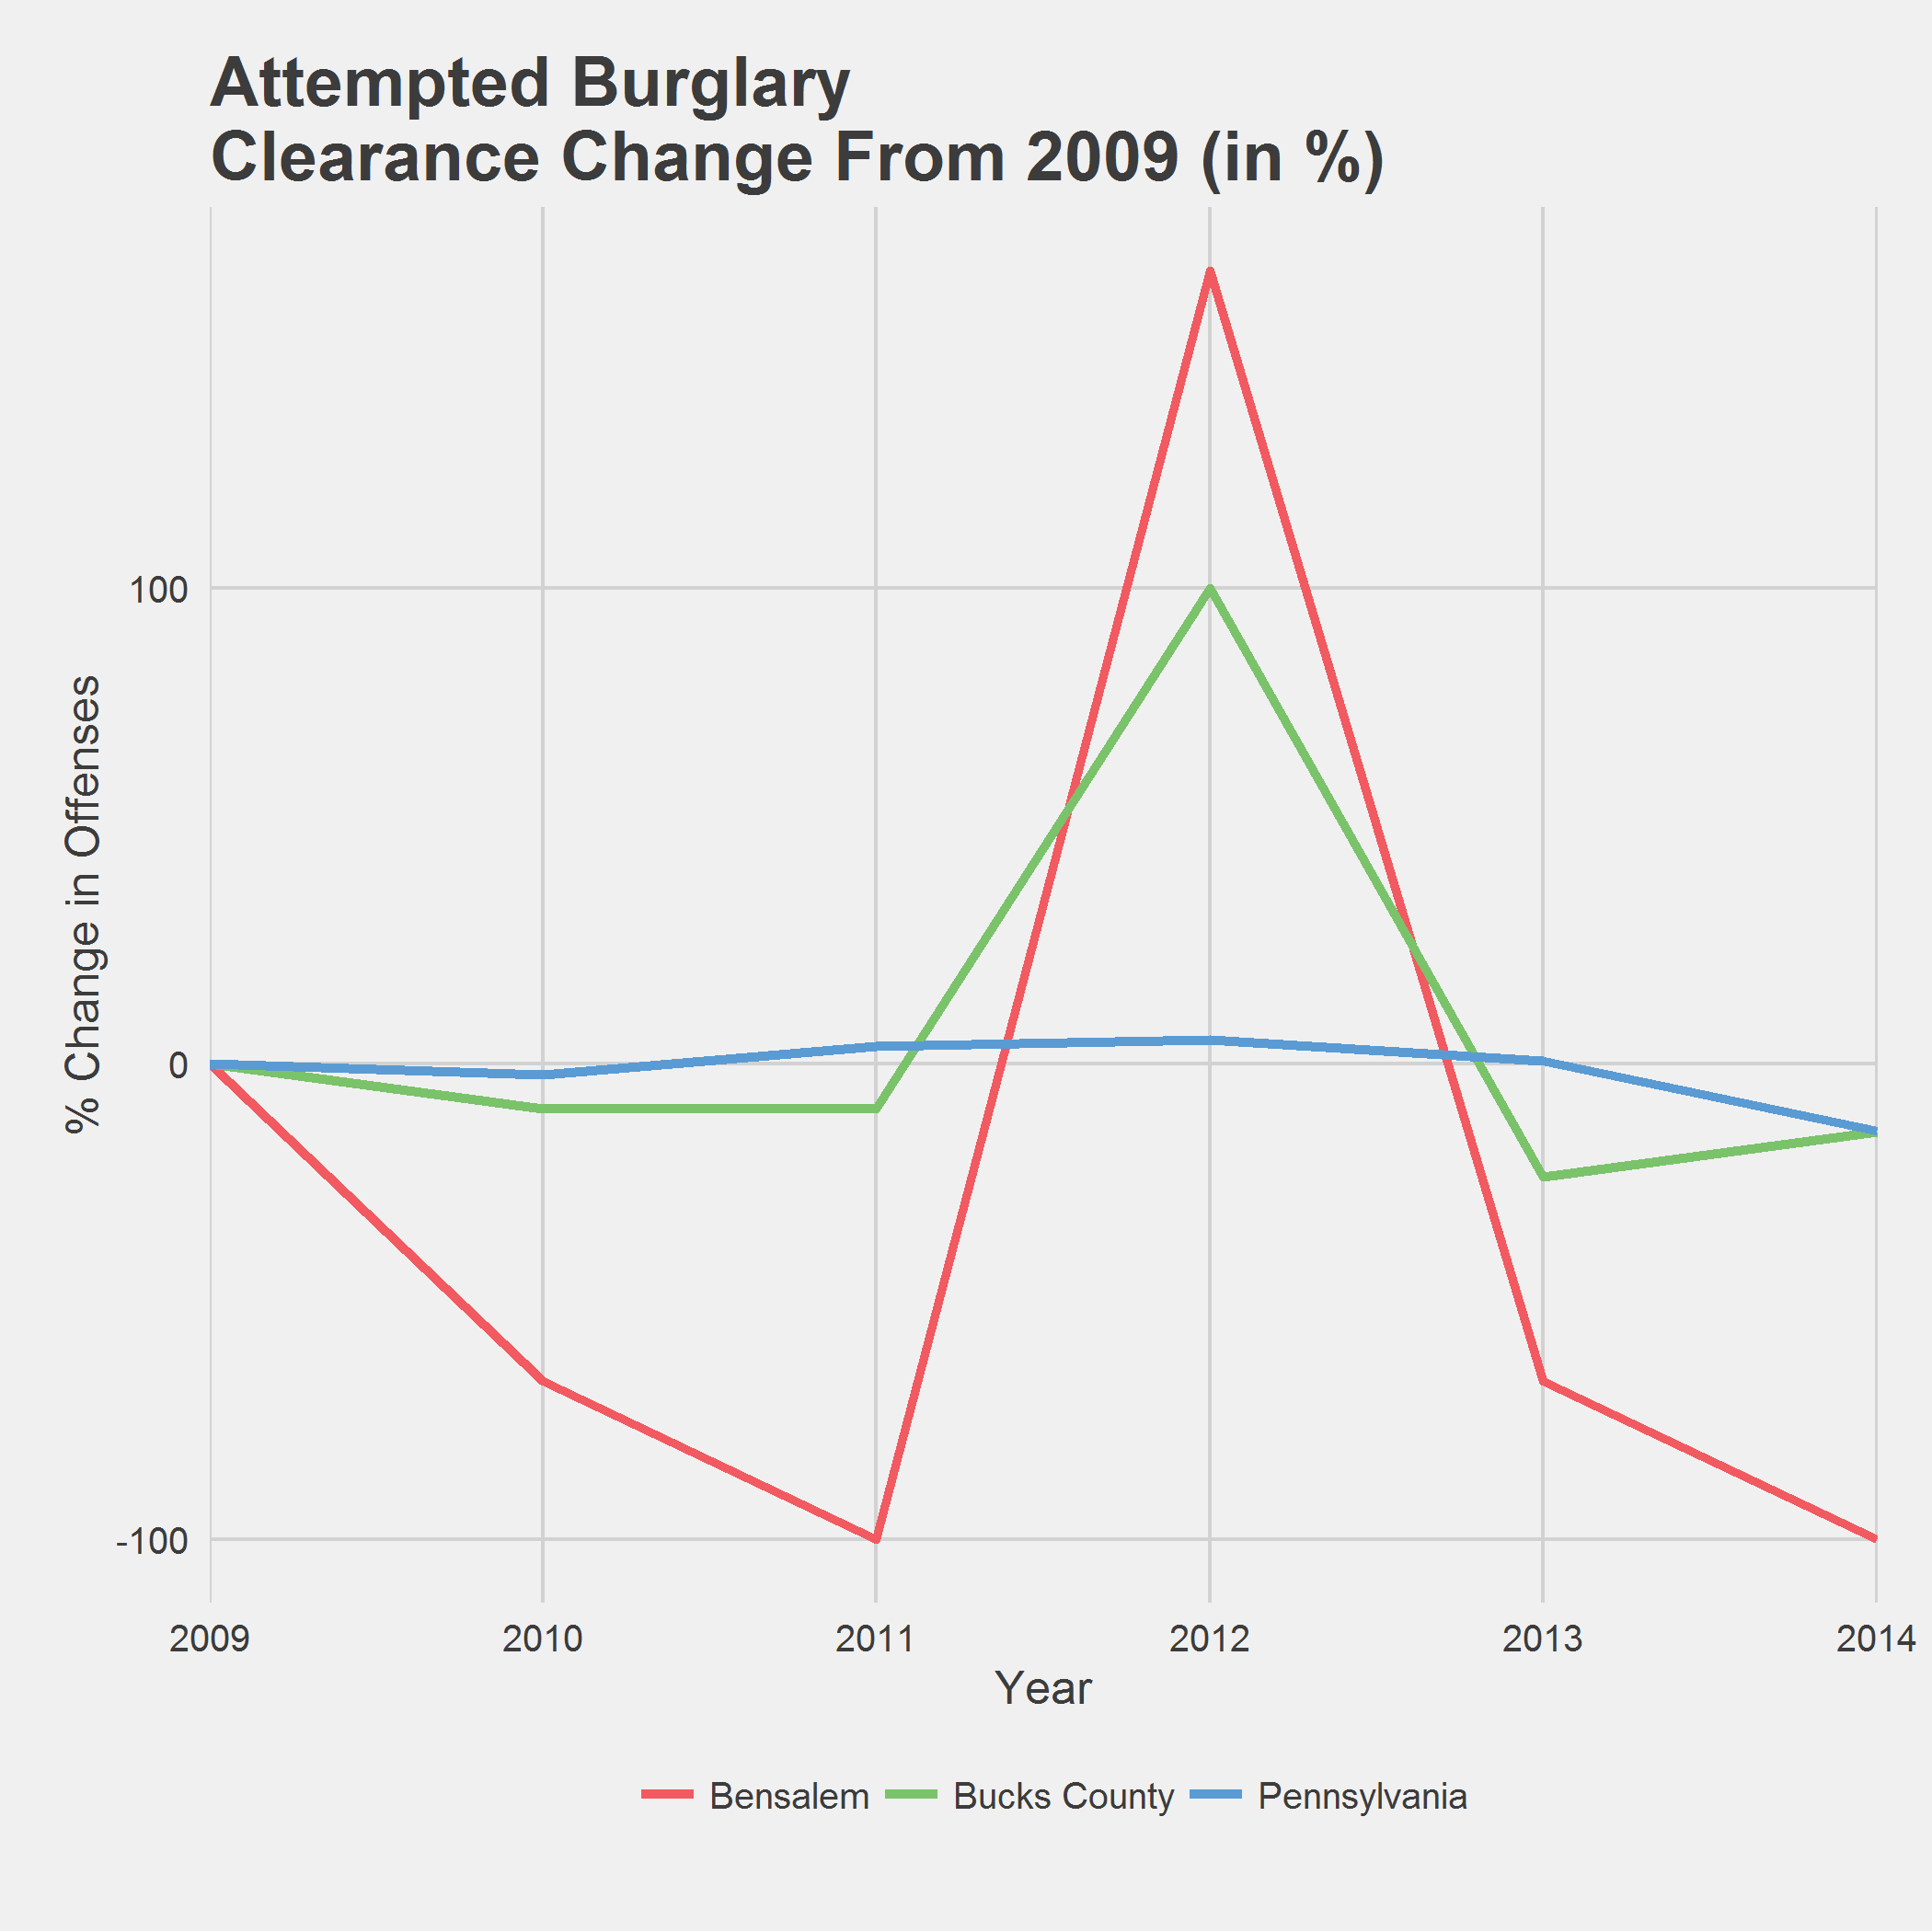 Attempted Burglary
Clearance Change From 2009 (in %)
% Change in Offenses
100
0
-100
2009 2010 2011 2012 2013 2014
Year
Bensalem Bucks County Pennsylvania